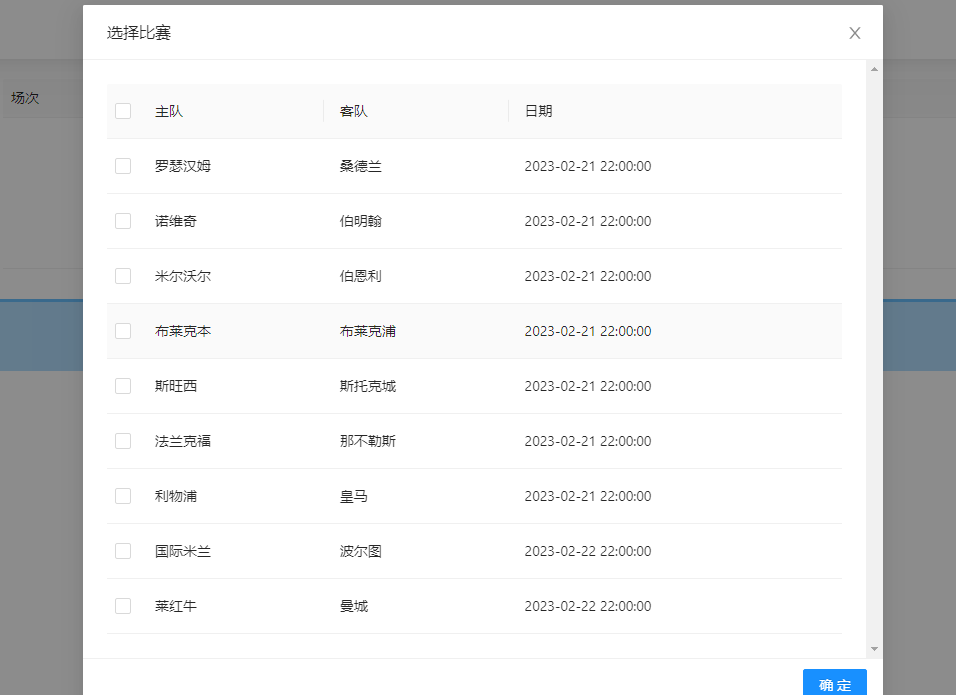 选择比赛
场次
主队 客队 日期
罗瑟汉姆 桑德兰 2023-02-21 22:00:00
诺维奇 伯明翰 2023-02-21 22:00:00
米尔沃尔 伯恩利 2023-02-21 22:00:00
布莱克本 布莱克浦 2023-02-21 22:00:00
斯旺西 斯托克城 2023-02-21 22:00:00
法兰克福 那不勒斯 2023-02-21 22:00:00
利物浦 皇马 2023-02-21 22:00:00
国际米兰 波尔图 2023-02-22 22:00:00
莱红牛 曼城 2023-02-22 22:00:00
确定